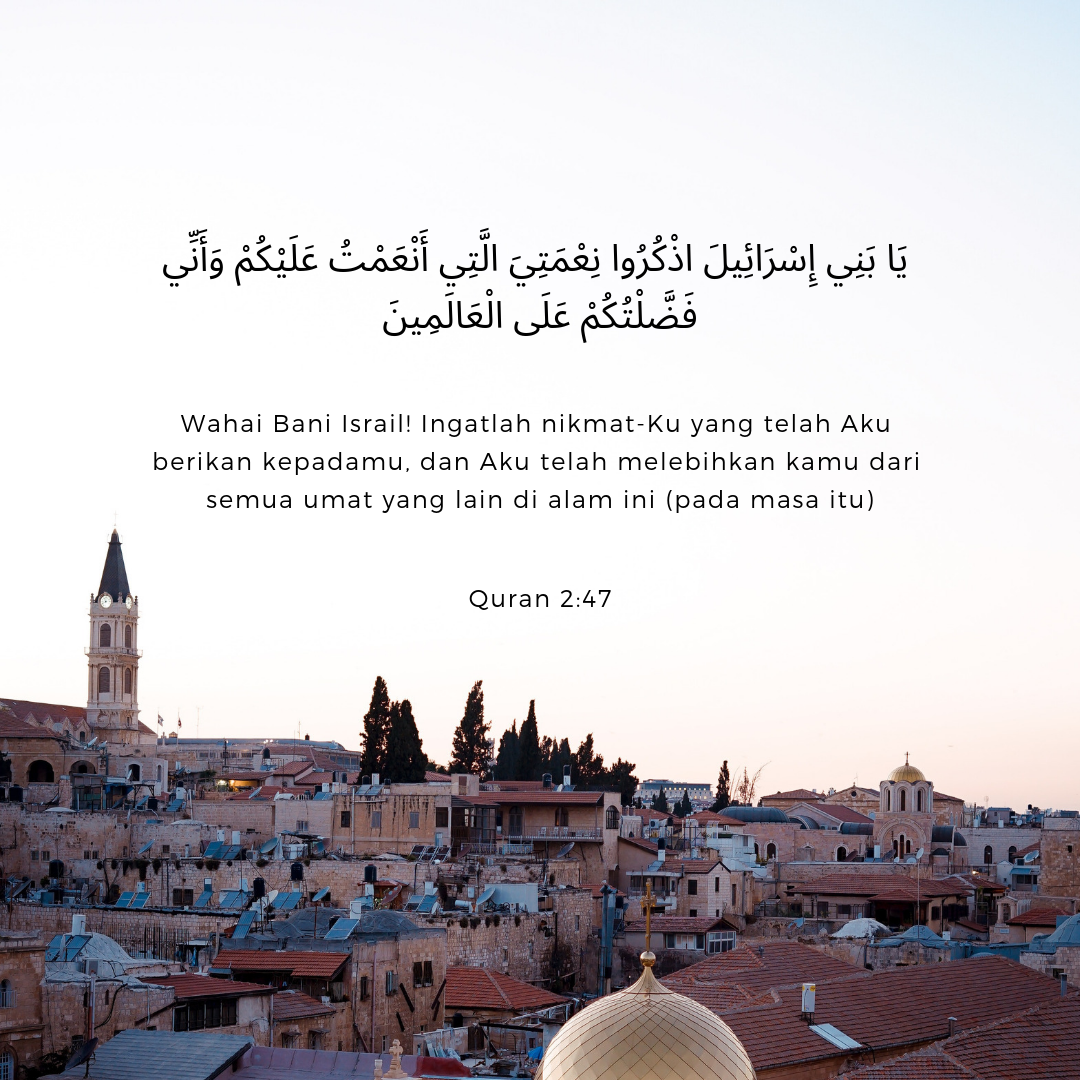 يَا بَنِي إِسْرَائِيلَ اذْكُرُوا نِعْمَتِيَ الَّتِي أَنْعَمْتُ عَلَيْكُمْ وَأَنِّي
فَضَّلْتُكُمْ عَلَى الْعَالَمِينَ
Wahai Bani Israil! Ingatlah nikmat-Ku yang telah Aku
berikan kepadamu, dan Aku telah melebihkan kamu dari
semua umat yang lain di alam ini (pada masa itu)
Quran 2:47